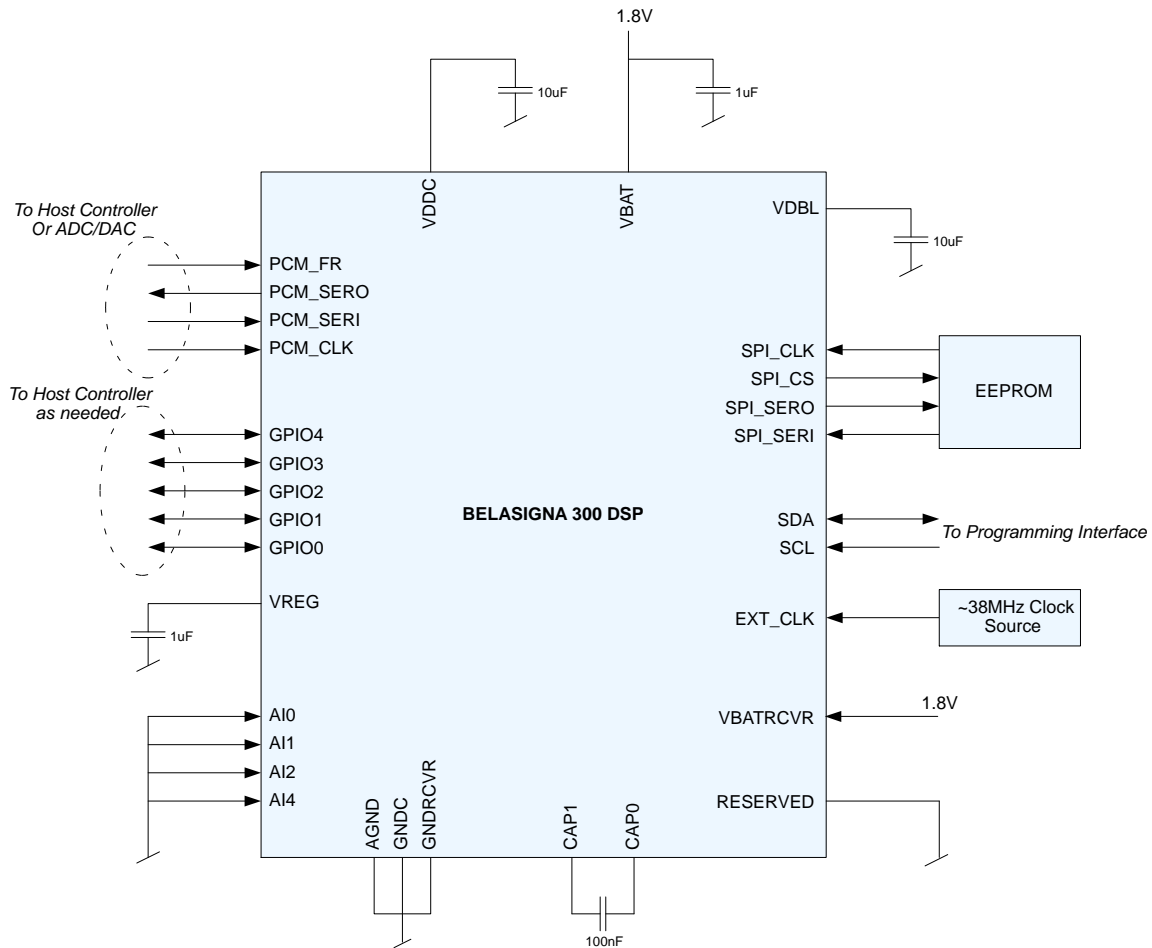 1.8V
10uF
1uF
VDDC
VBAT
VDBL
10uF
To Host Controller
Or ADC/DAC
PCM_FR
PCM_SERO
PCM_SERI
PCM_CLK
SPI_CLK
SPI_CS
SPI_SERO
SPI_SERI
EEPROM
To Host Controller
as needed
GPIO4
GPIO3
GPIO2
GPIO1
GPIO0
BELASIGNA 300 DSP
SDA
SCL
To Programming Interface
VREG
1uF
EXT_CLK
~38MHz Clock
Source
AI0
AI1
AI2
AI4
VBATRCVR
1.8V
RESERVED
AGND
GNDC
GNDRCVR
CAP1
CAP0
100nF